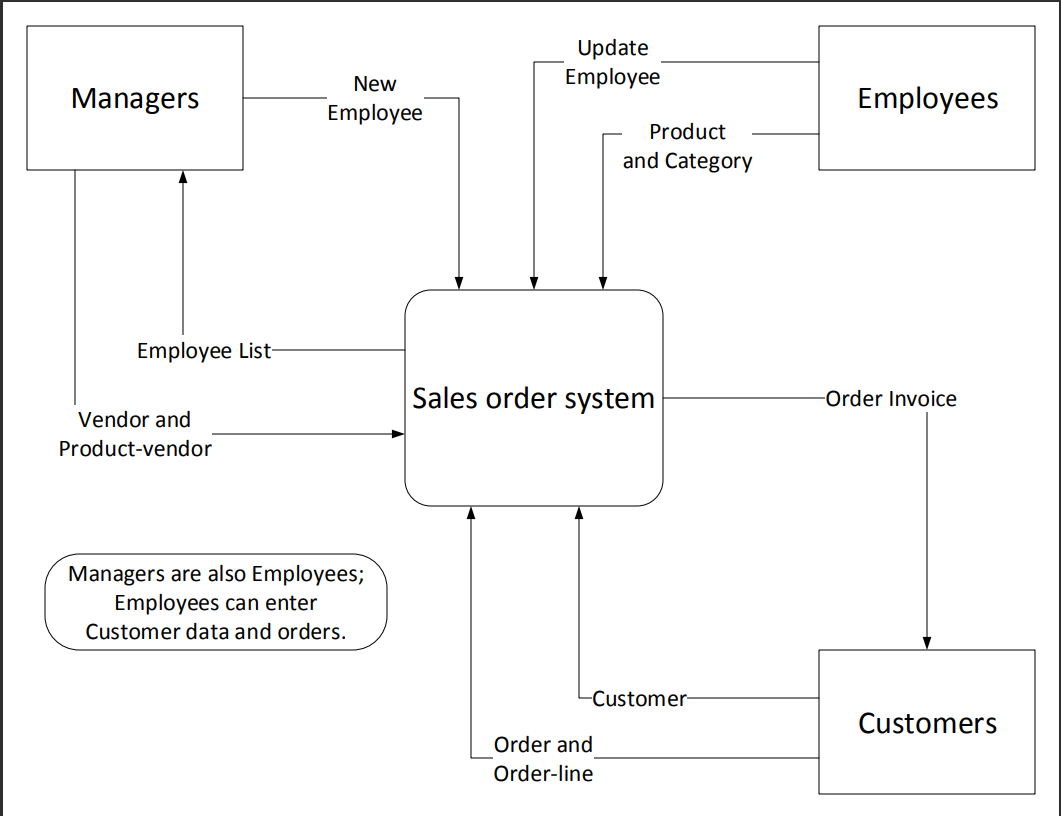 Managers
New
Employee
Update
Employee
Product
and Category
Employees
Employee List
Sales order system
Order Invoice
Vendor and
Product-vendor
Managers are also Employees;
Employees can enter
Customer data and orders.
Customer
Order and
Order-line
Customers